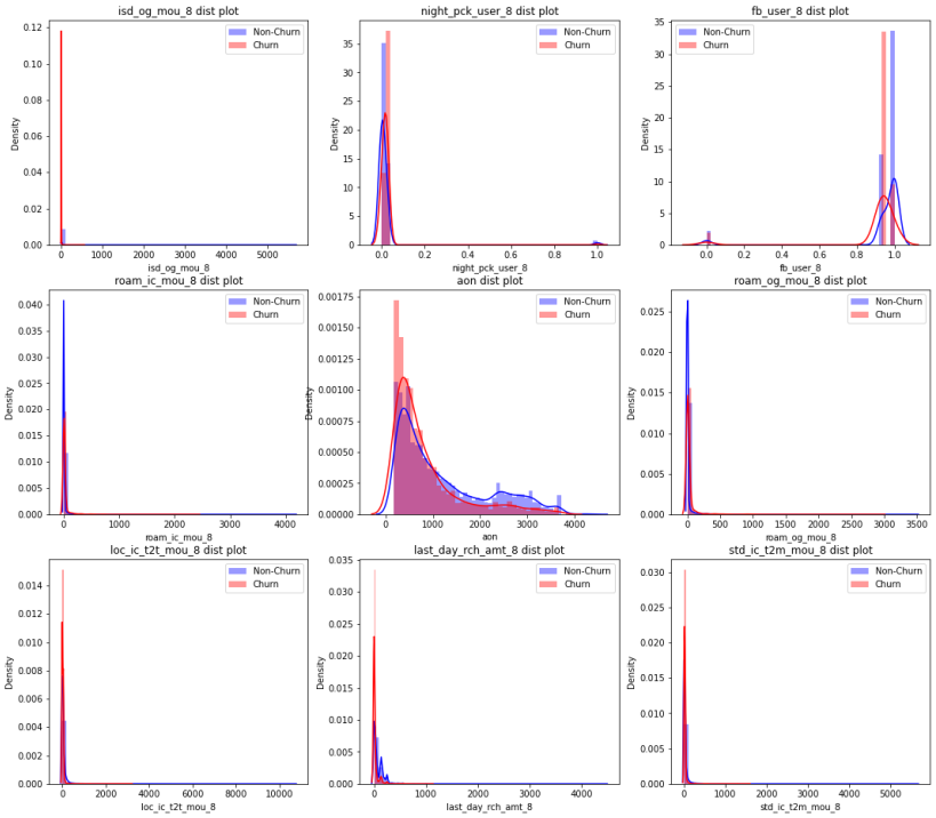 isd_og_mou_8 dist plot
0.12
0.10
0.08
0.06
0.04
0.02
0.00
Density
Non-Churn
Churn
0 1000 2000 3000 4000 5000
isd_og_mou_8
night_pck_user_8 dist plot
35
30
25
20
15
10
5
0
Density
Non-Churn
Churn
0.0 0.2 0.4 0.6 0.8 1.0
night_pck_user_8
fb_user_8 dist plot
35
30
25
20
15
10
5
0
Density
Non-Churn
Churn
0.0 0.2 0.4 0.6 0.8 1.0
fb_user_8
roam_ic_mou_8 dist plot
0.040
0.035
0.030
0.025
0.020
0.015
0.010
0.005
0.000
Density
Non-Churn
Churn
0 1000 2000 3000 4000
roam_ic_mou_8
aon dist plot
0.00175
0.00150
0.00125
0.00100
0.00075
0.00050
0.00025
0.00000
Density
Non-Churn
Churn
0 1000 2000 3000 4000
aon
roam_og_mou_8 dist plot
0.025
0.020
0.015
0.010
0.005
0.000
Density
Non-Churn
Churn
0 500 1000 1500 2000 2500 3000 3500
roam_og_mou_8
loc_ic_t2t_mou_8 dist plot
0.014
0.012
0.010
0.008
0.006
0.004
0.002
0.000
Density
Non-Churn
Churn
0 2000 4000 6000 8000 10000
loc_ic_t2t_mou_8
last_day_rch_amt_8 dist plot
0.035
0.030
0.025
0.020
0.015
0.010
0.005
0.000
Density
Non-Churn
Churn
0 1000 2000 3000 4000
last_day_rch_amt_8
std_ic_t2m_mou_8 dist plot
0.030
0.025
0.020
0.015
0.010
0.005
0.000
Density
Non-Churn
Churn
0 1000 2000 3000 4000 5000
std_ic_t2m_mou_8